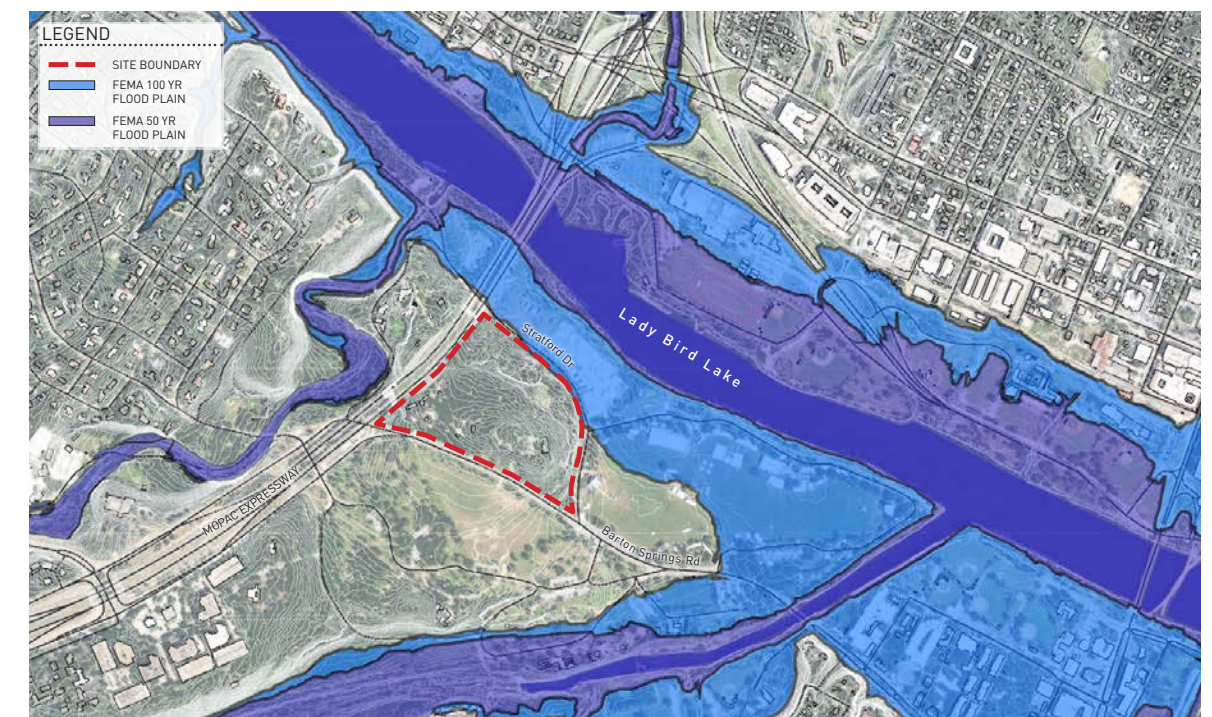 LEGEND
SITE BOUNDARY
FEMA 100 YR
FLOOD PLAIN
FEMA 50 YR
FLOOD PLAIN
Stratford Dr
Lady Bird Lake
MOPAC EXPRESSWAY
Barton Springs Rd